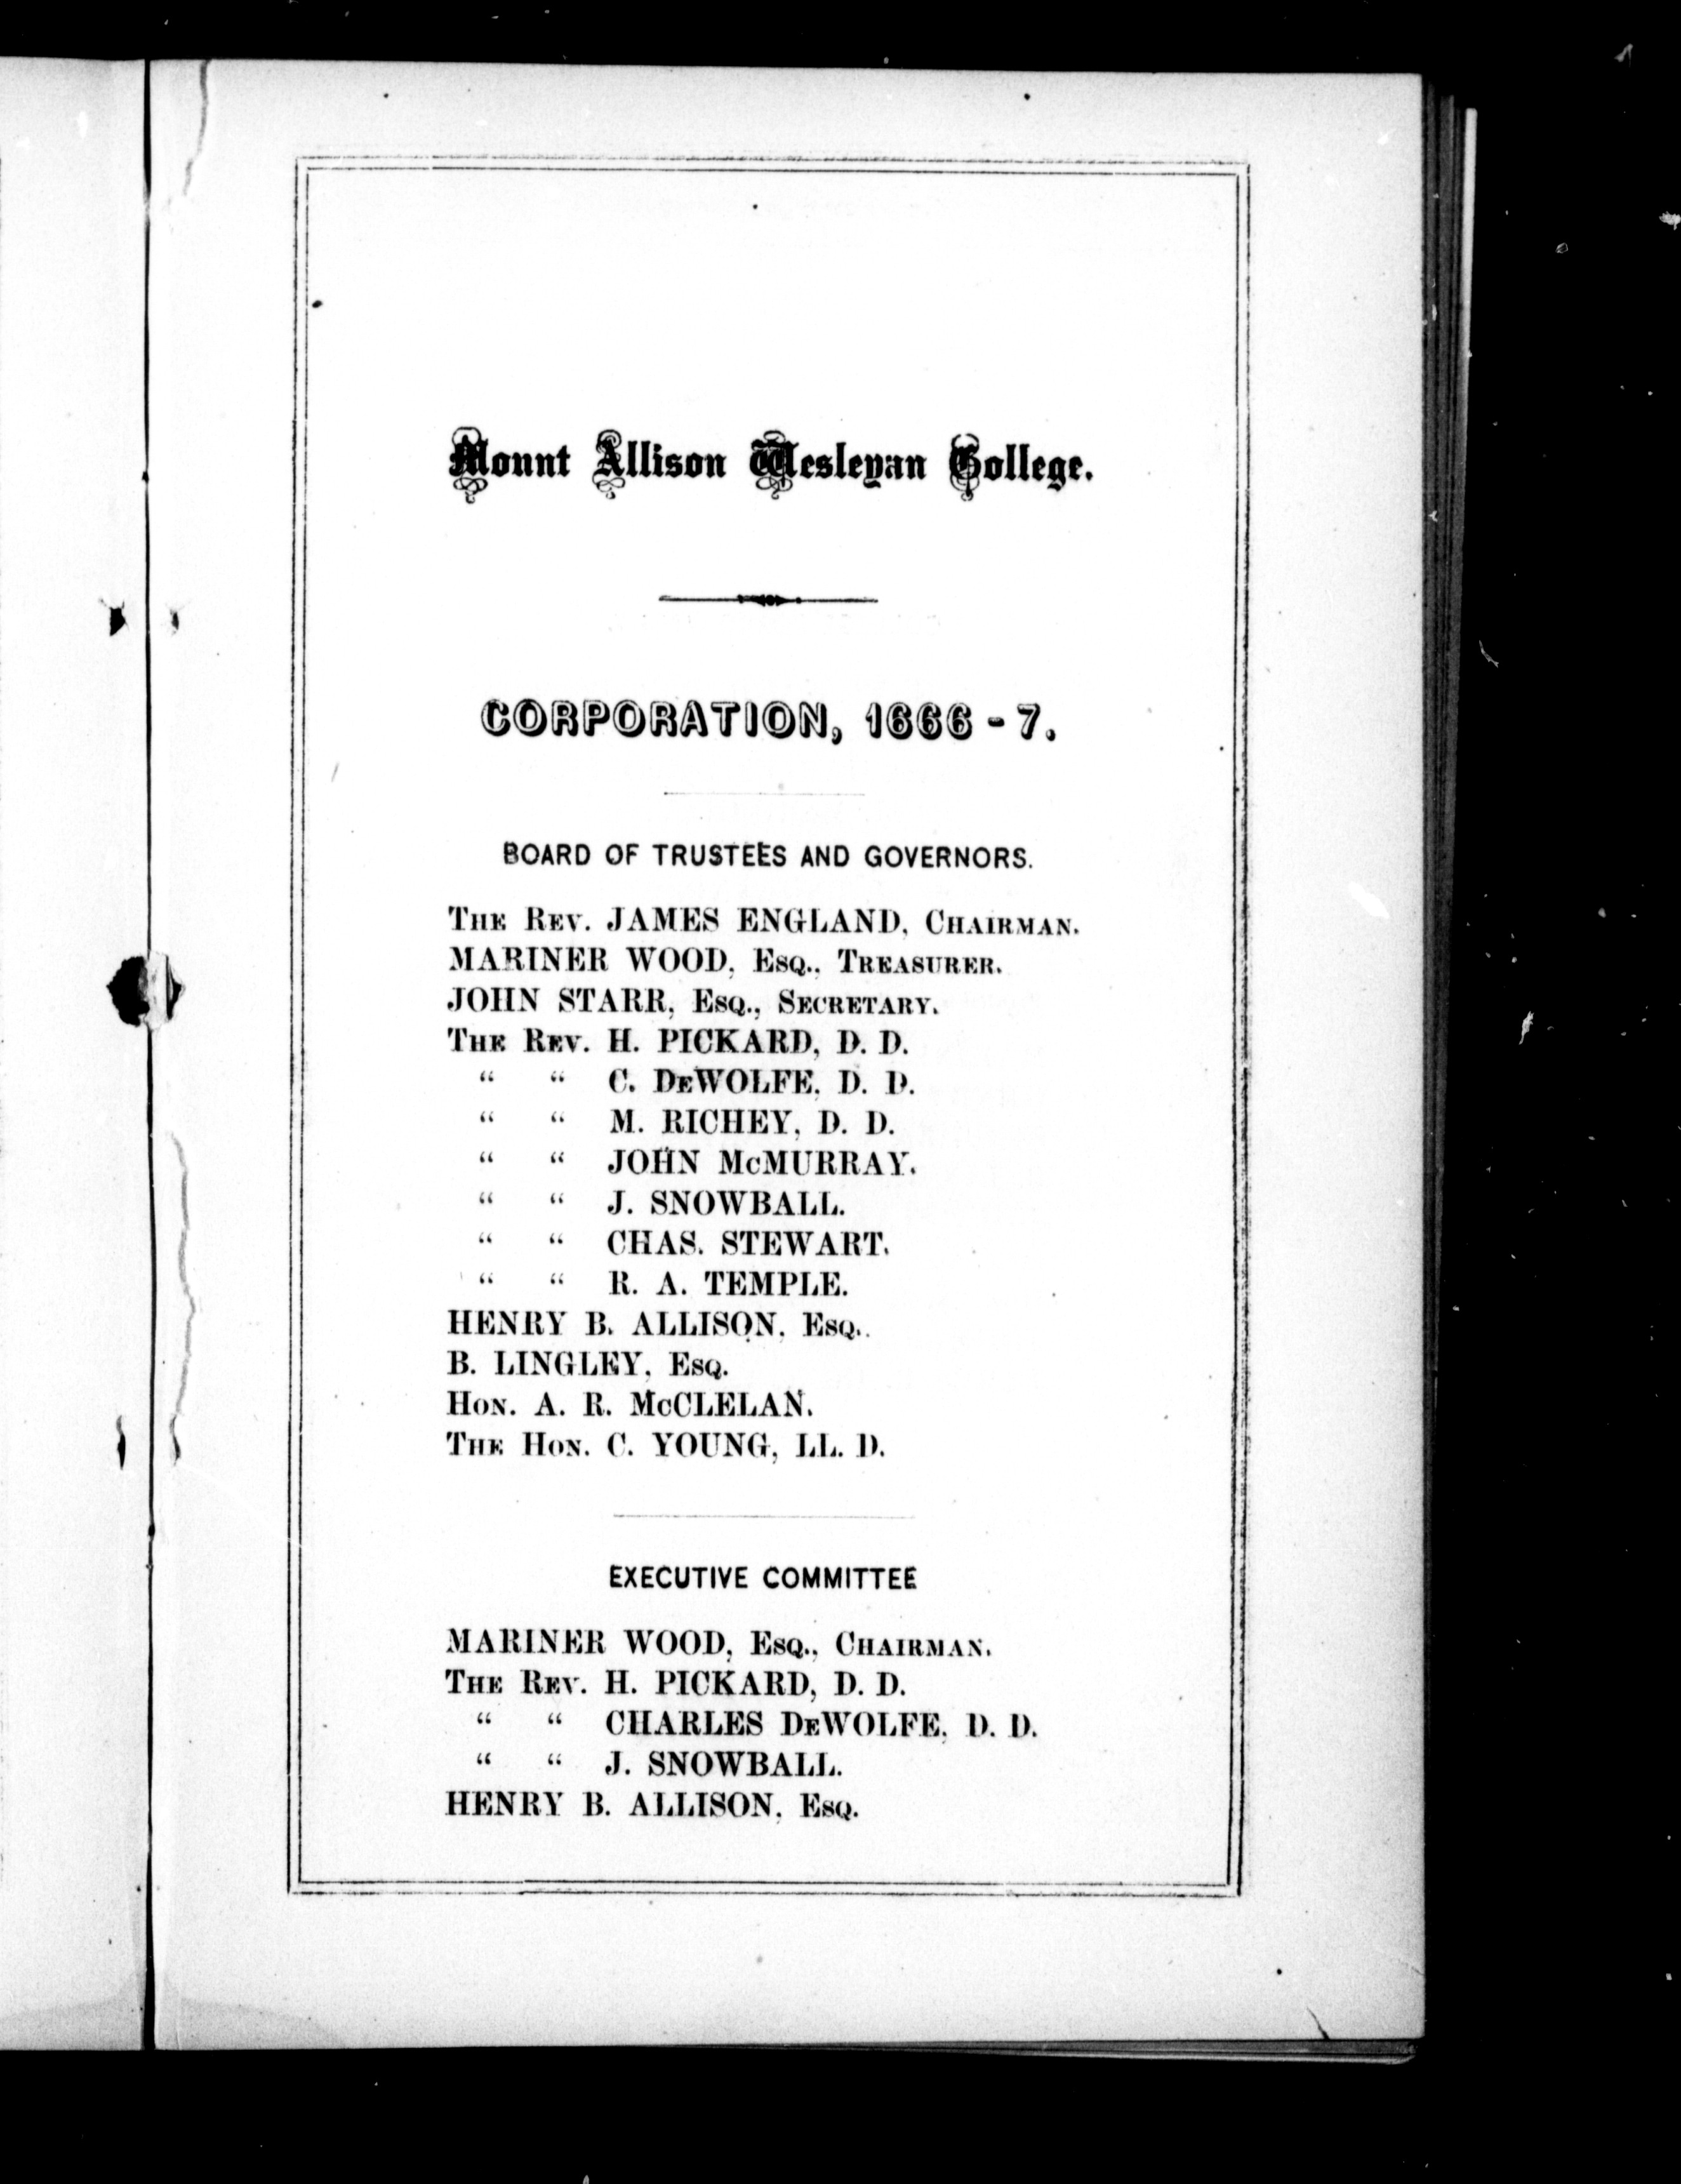 Mount Allison Wesleyan College.
CORPORATION, 1666-7.
BOARD OF TRUSTEES AND GOVERNORS.
THE REV. JAMES ENGLAND, CHAIRMAN.
MARINER WOOD, ESQ., TREASURER.
JOHN STARR, ESQ., SECRETARY.
THE REV. H. PICKARD, D. D.
“ “ C. DEWOLFE, D. D.
“ “ M. RICHEY, D. D.
“ “ JOHN McMURRAY.
“ “ J. SNOWBALL.
“ “ CHAS. STEWART.
“ “ R. A. TEMPLE.
HENRY B. ALLISON, ESQ.
B. LINGLEY, ESQ.
HON. A. R. McCLELAN.
THE HON. C. YOUNG, LL. D.
EXECUTIVE COMMITTEE
MARINER WOOD, ESQ., CHAIRMAN.
THE REV. H. PICKARD, D. D.
“ “ CHARLES DEWOLFE, D. D.
“ “ J. SNOWBALL.
HENRY B. ALLISON, ESQ.